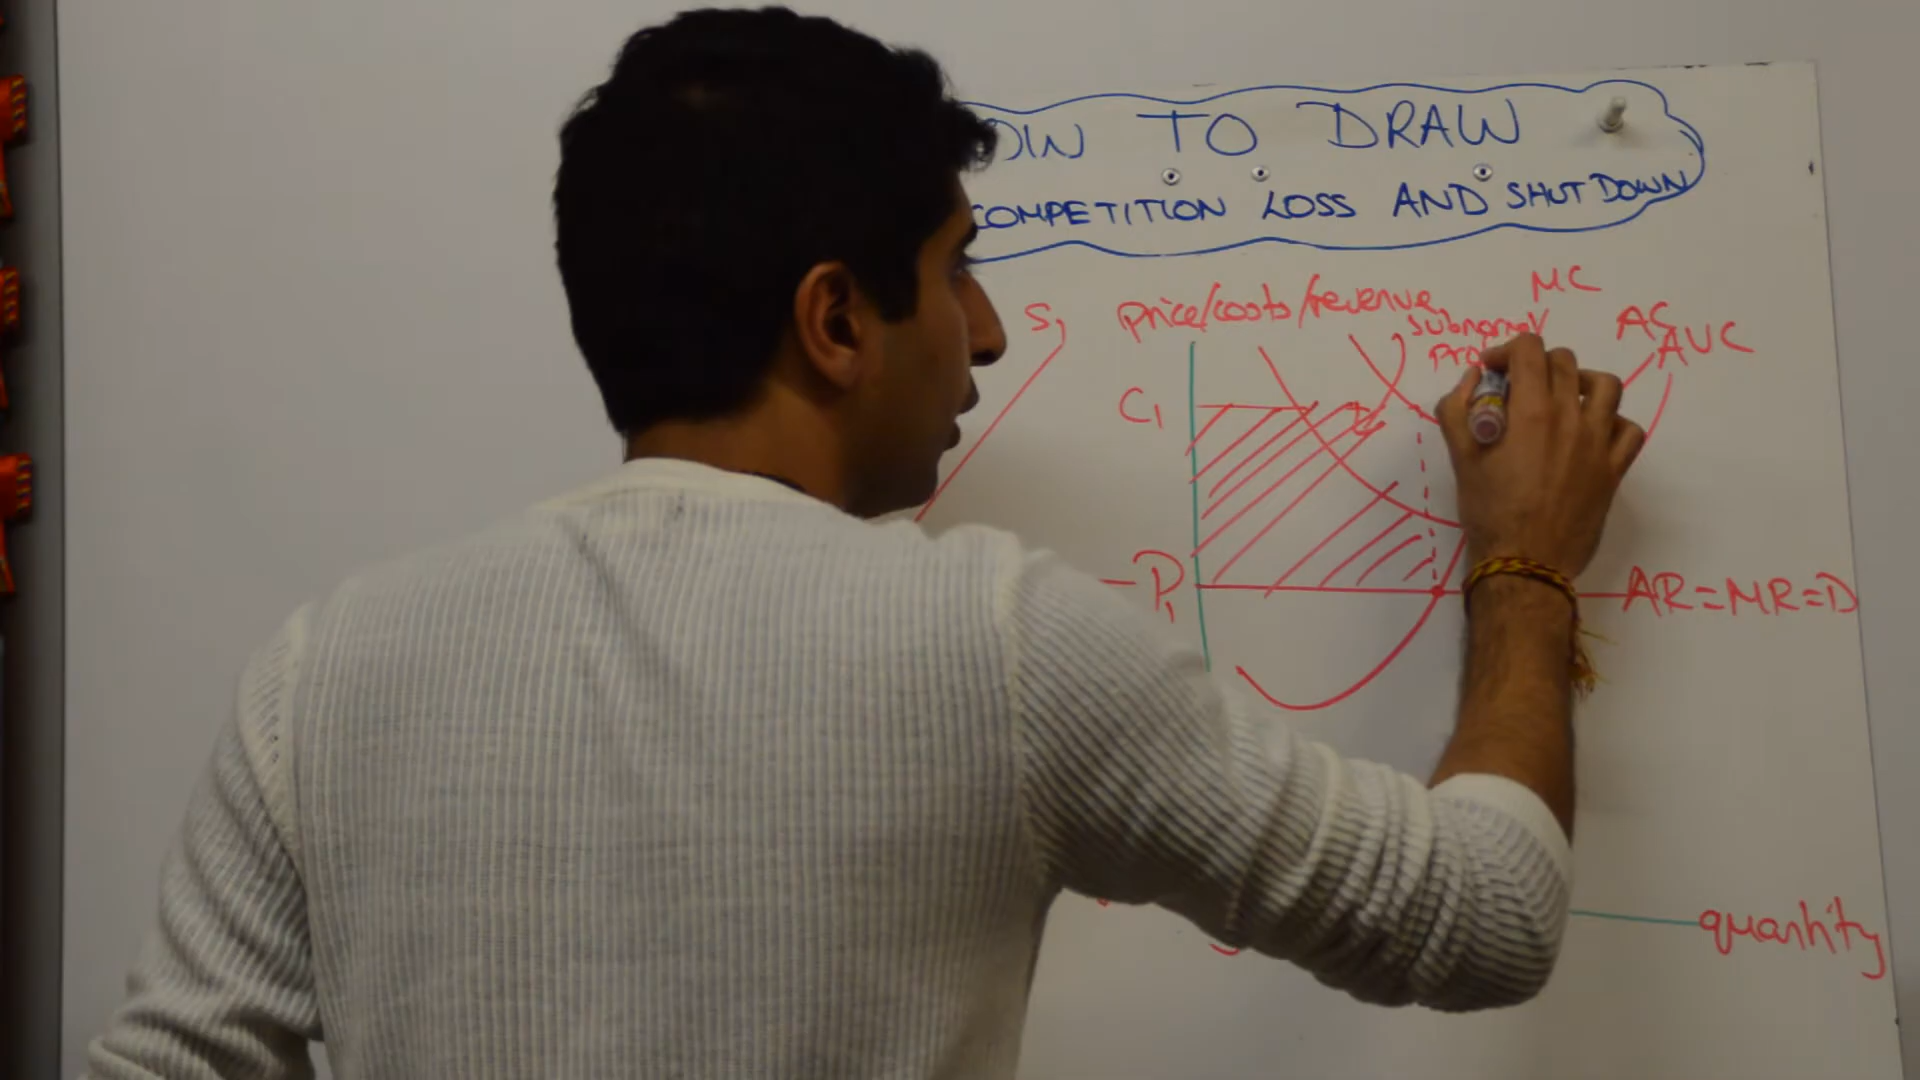 TO DRAW
COMPETITION LOSS AND SHUT DOWN
S1
Price/costs/revenue
MC
Subnormal
AC
AUC
C1
P1
AR=MR=D
quantity